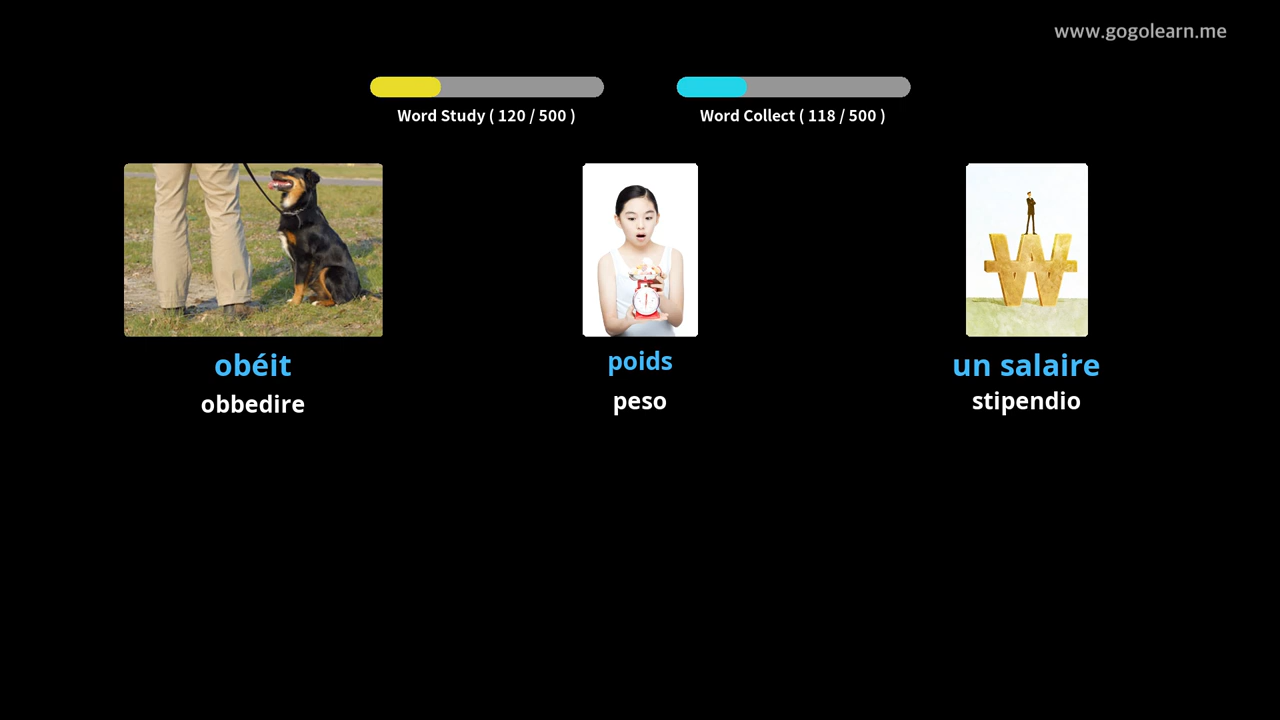 www.gogolearn.me
Word Study ( 120 / 500 )
Word Collect ( 118 / 500 )
obéit
obbedire
poids
peso
un salaire
stipendio